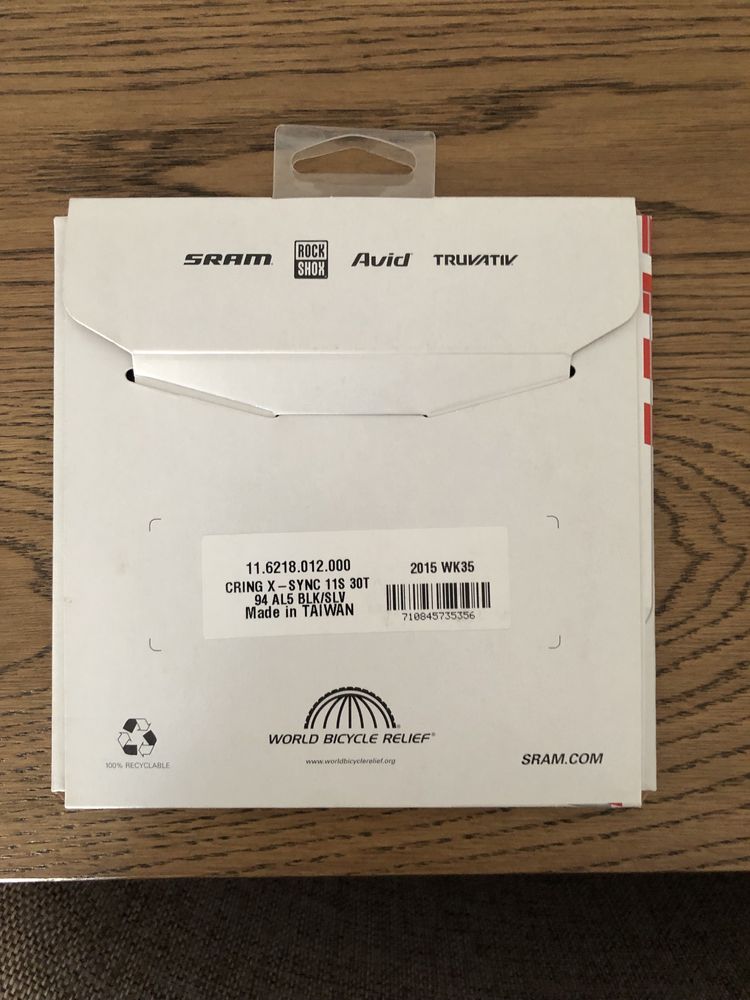 SRAM ROCK SHOX Avid TRUVATIV
11.6218.012.000 2015 WK35
CRING X-SYNC 11S 30T
94 AL5 BLK/SLV
Made in TAIWAN 710845735356
WORLD BICYCLE RELIEF®
www.worldbicyclerelief.org
100% RECYCLABLE
SRAM.COM